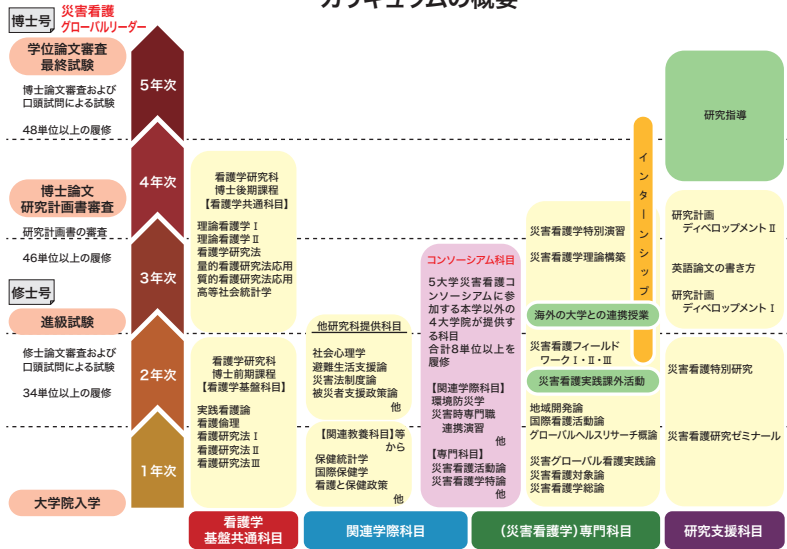 カリキュラムの概要
博士号
災害看護
グローバルリーダー
学位論文審査
最終試験
博士論文審査および
口頭試問による試験
48単位以上の履修
博士論文
研究計画書審査
研究計画書の審査
46単位以上の履修
修士号
進級試験
修士論文審査および
口頭試問による試験
34単位以上の履修
大学院入学
5年次
4年次
3年次
2年次
1年次
看護学研究科
博士後期課程
【看護学共通科目】
理論看護学Ⅰ
理論看護学Ⅱ
看護学研究法
量的看護研究法応用
質的看護研究法応用
高等社会統計学
看護学研究科
博士前期課程
【看護学基盤科目】
実践看護論
看護倫理
看護研究法Ⅰ
看護研究法Ⅱ
看護研究法Ⅲ
看護学
基盤共通科目
他研究科提供科目
社会心理学
避難生活支援論
災害法制度論
被災者支援政策論
他
【関連教養科目】等
から
保健統計学
国際保健学
看護と保健政策
他
関連学際科目
コンソーシアム科目
5大学災害看護コ
ンソーシアムに参
加する本学以外の
4大学院が提供す
る科目
合計8単位以上を
履修
【関連学際科目】
環境防災学
災害時専門職
連携演習
他
【専門科目】
災害看護活動論
災害看護学特論
他
インターンシップ
災害看護学特別演習
災害看護学理論構築
海外の大学との連携授業
災害看護フィールド
ワークⅠ・Ⅱ・Ⅲ
災害看護実践課外活動
地域開発論
国際看護活動論
グローバルヘルスリサーチ概論
災害グローバル看護実践論
災害看護対象論
災害看護学総論
(災害看護学)専門科目
研究指導
研究計画
ディベロップメントⅡ
英語論文の書き方
研究計画
ディベロップメントⅠ
災害看護特別研究
災害看護研究ゼミナール
研究支援科目